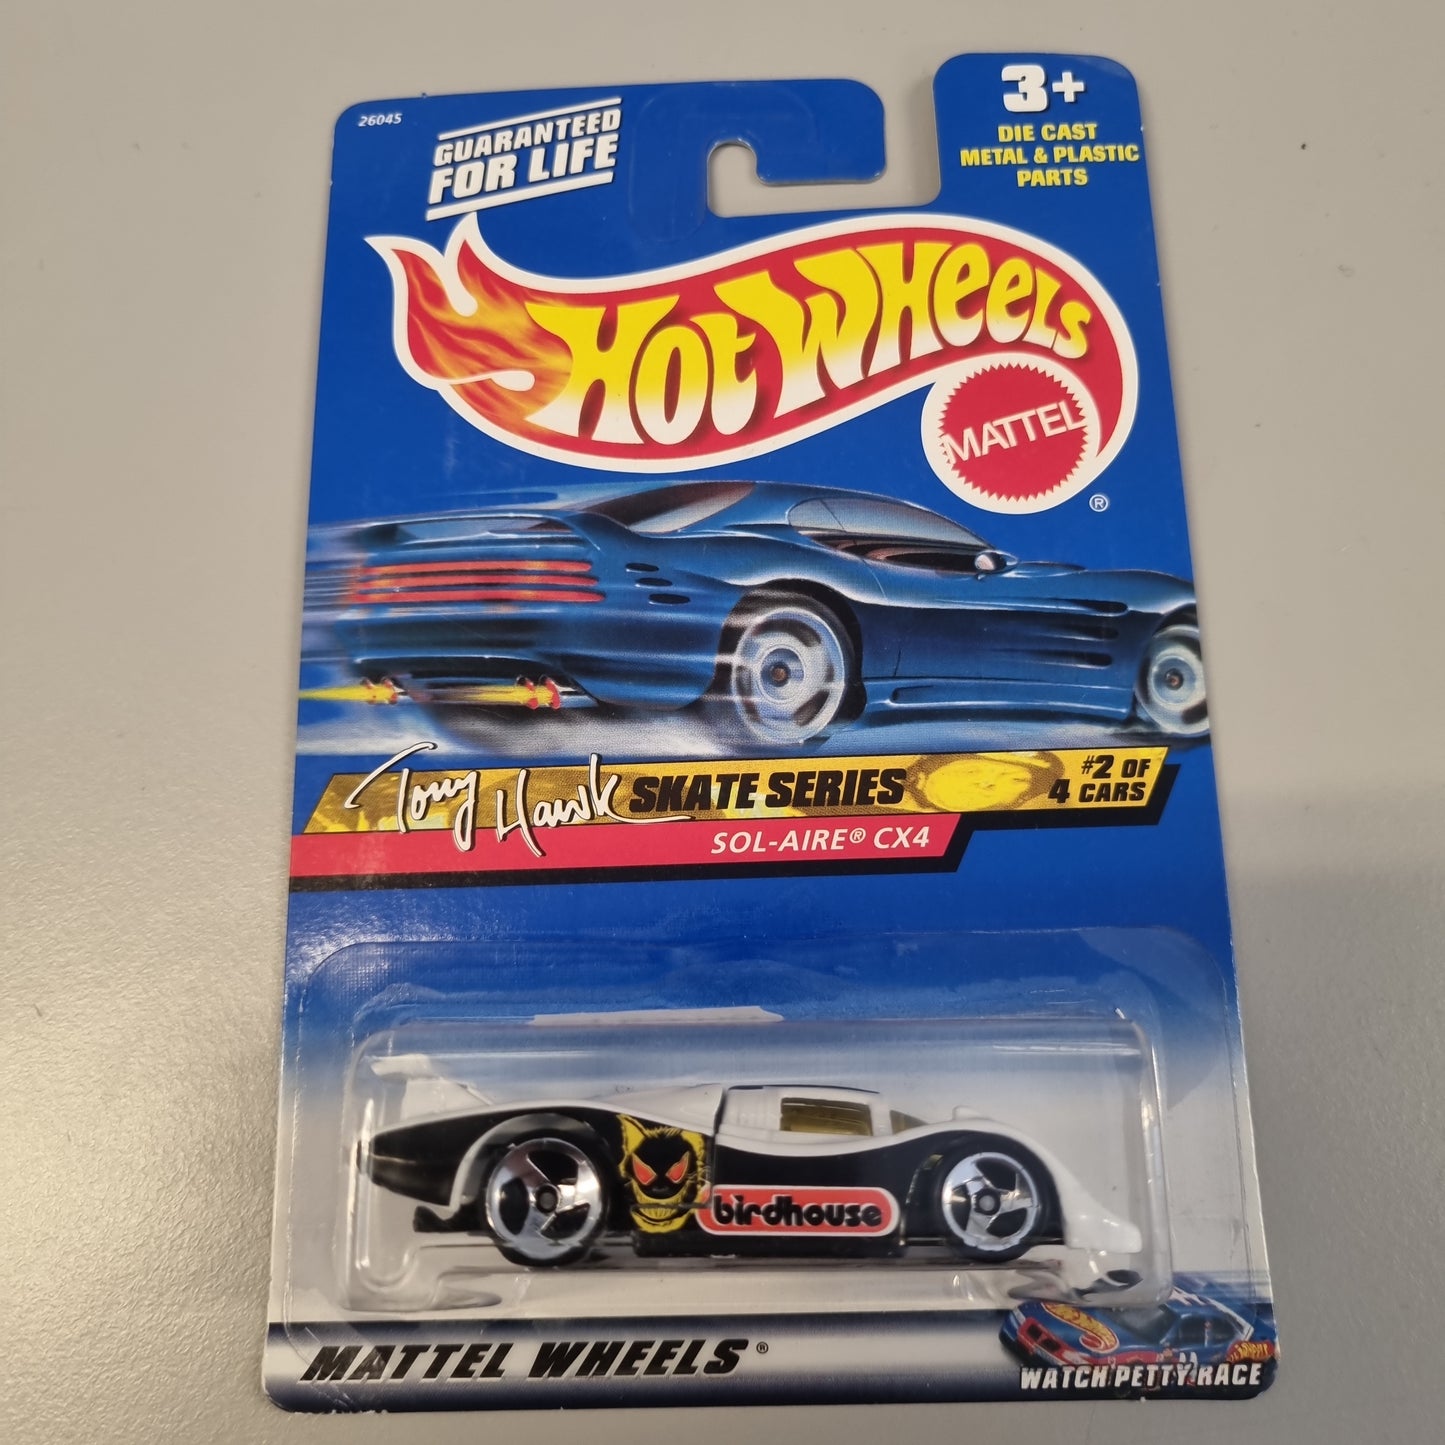 26045
GUARANTEED
FOR LIFE
3+
DIE CAST
METAL & PLASTIC
PARTS
HOT WHEELS
MATTEL
®
Tony Hawk SKATE SERIES
#2 OF
4 CARS
SOL-AIRE® CX4
birdhouse
MATTEL WHEELS®
WATCH PETTY RACE